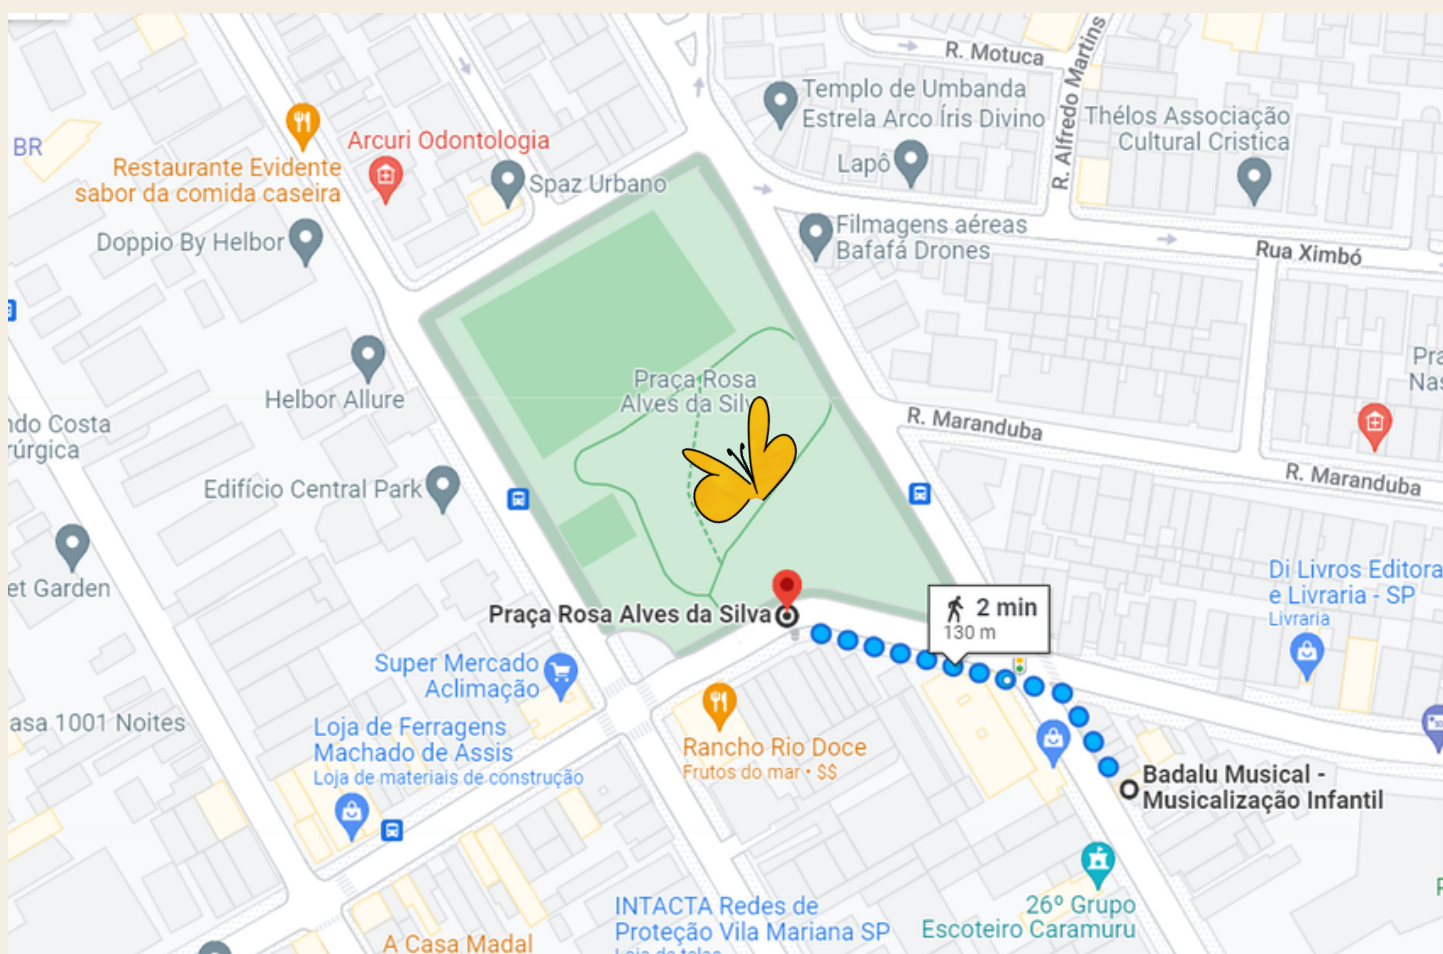 R. Motuca
R. Alfredo Martins
Templo de Umbanda
Estrela Arco Íris Divino
Thélos Associação
Cultural Cristica
BR
Arcuri Odontologia
Restaurante Evidente
sabor da comida caseira
Lapô
Spaz Urbano
Doppio By Helbor
Filmagens aéreas
Bafafá Drones
Rua Ximbó
Praça Rosa
Alves da Silv
Helbor Allure
R. Maranduba
R. Maranduba
Pra
Nas
ndo Costa
rúrgica
Edifício Central Park
et Garden
Di Livros Editora
e Livraria - SP
Livraria
Praça Rosa Alves da Silva
2 min
130 m
Super Mercado
Aclimação
asa 1001 Noites
Loja de Ferragens
Machado de Assis
Loja de materiais de construção
Rancho Rio Doce
Frutos do mar • $$
Badalu Musical -
Musicalização Infantil
26º Grupo
Escoteiro Caramuru
INTACTA Redes de
Proteção Vila Mariana SP
A Casa Madal